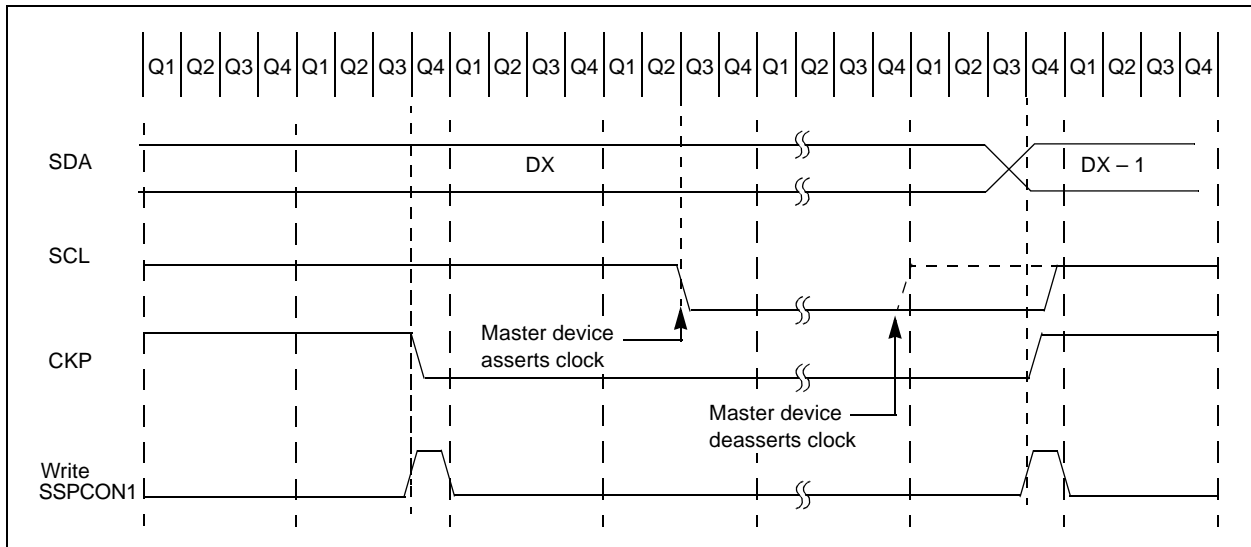 Q1 Q2 Q3 Q4 Q1 Q2 Q3 Q4 Q1 Q2 Q3 Q4 Q1 Q2 Q3 Q4 Q1 Q2 Q3 Q4 Q1 Q2 Q3 Q4 Q1 Q2 Q3 Q4
SDA
DX
DX – 1
SCL
Master device
asserts clock
CKP
Master device
deasserts clock
Write
SSPCON1